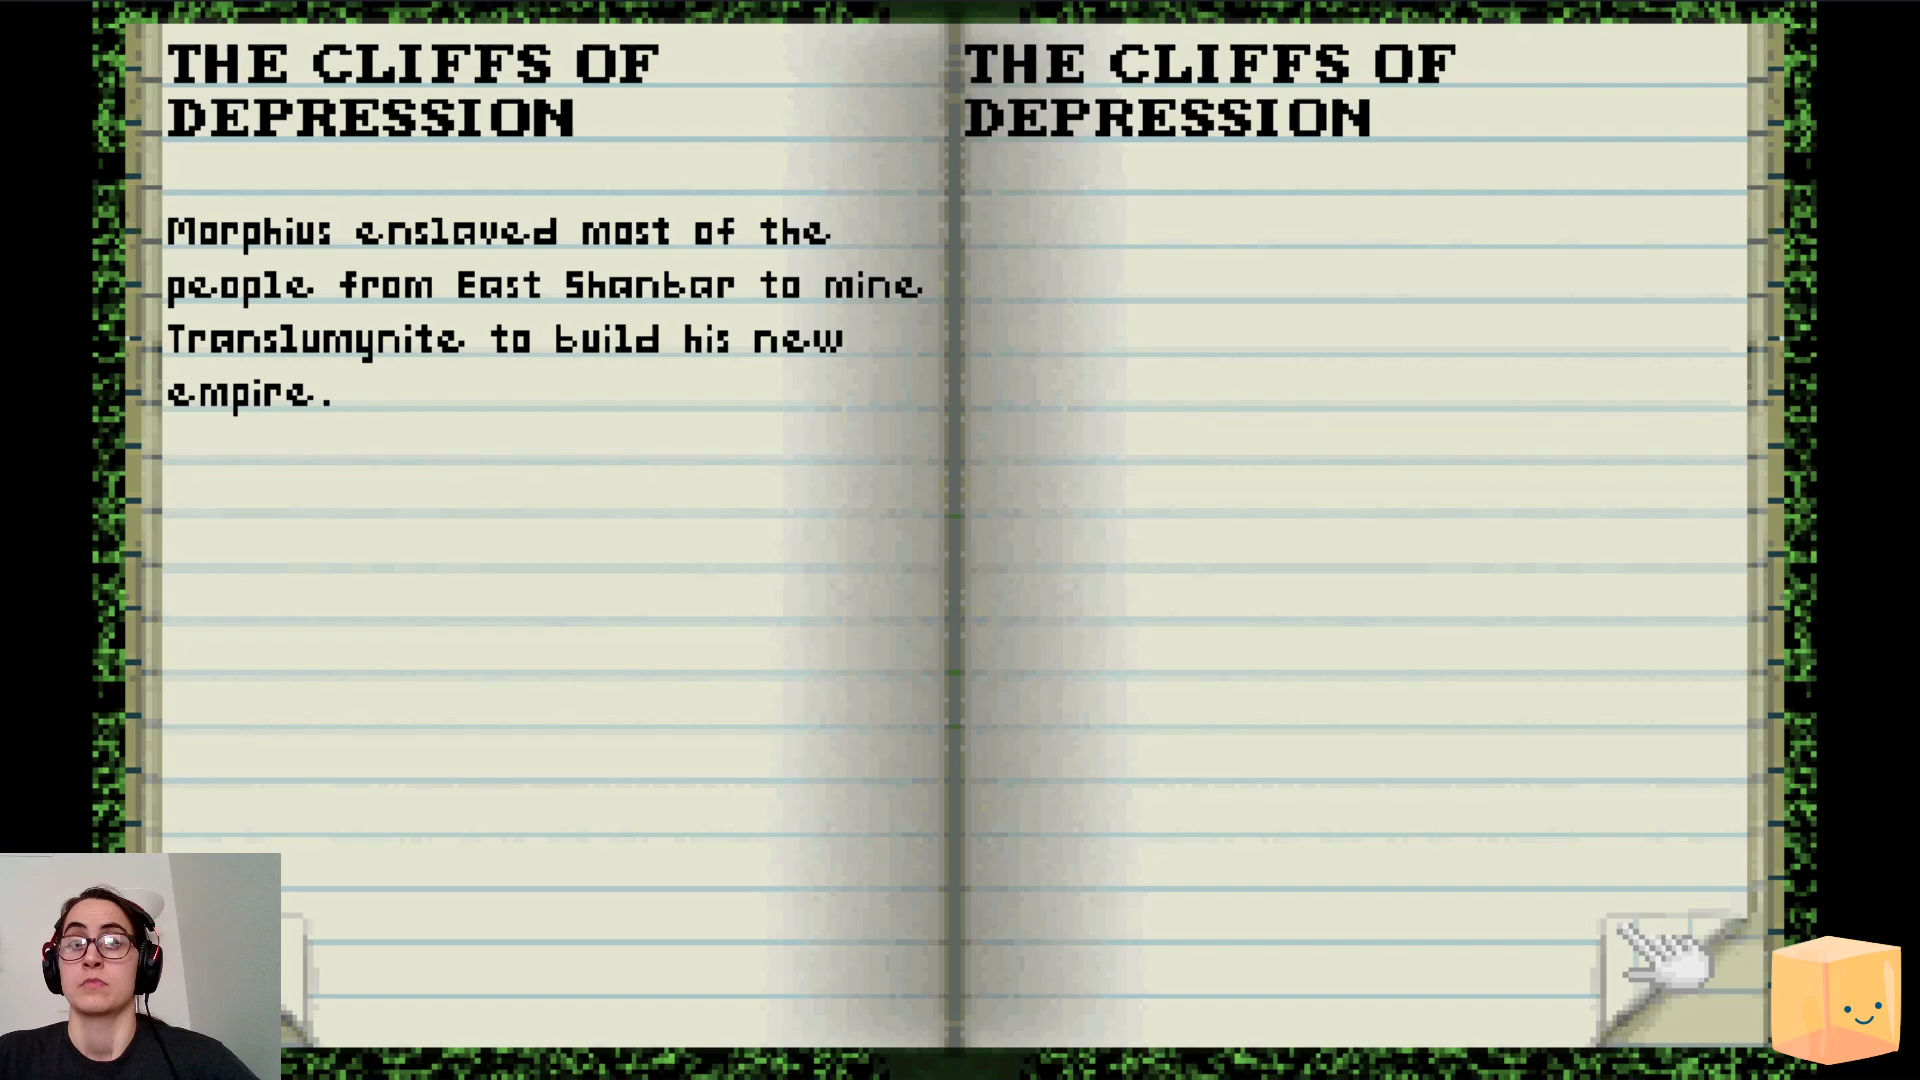 THE CLIFFS OF
DEPRESSION
Morphius enslaved most of the
people from East Shanbar to mine
Translumynite to build his new
empire.
THE CLIFFS OF
DEPRESSION